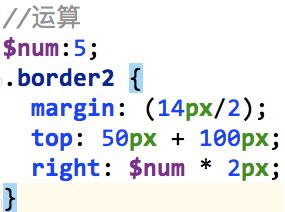 //运算
$num:5;
.border2 {
  margin: (14px/2);
  top: 50px + 100px;
  right: $num * 2px;
}